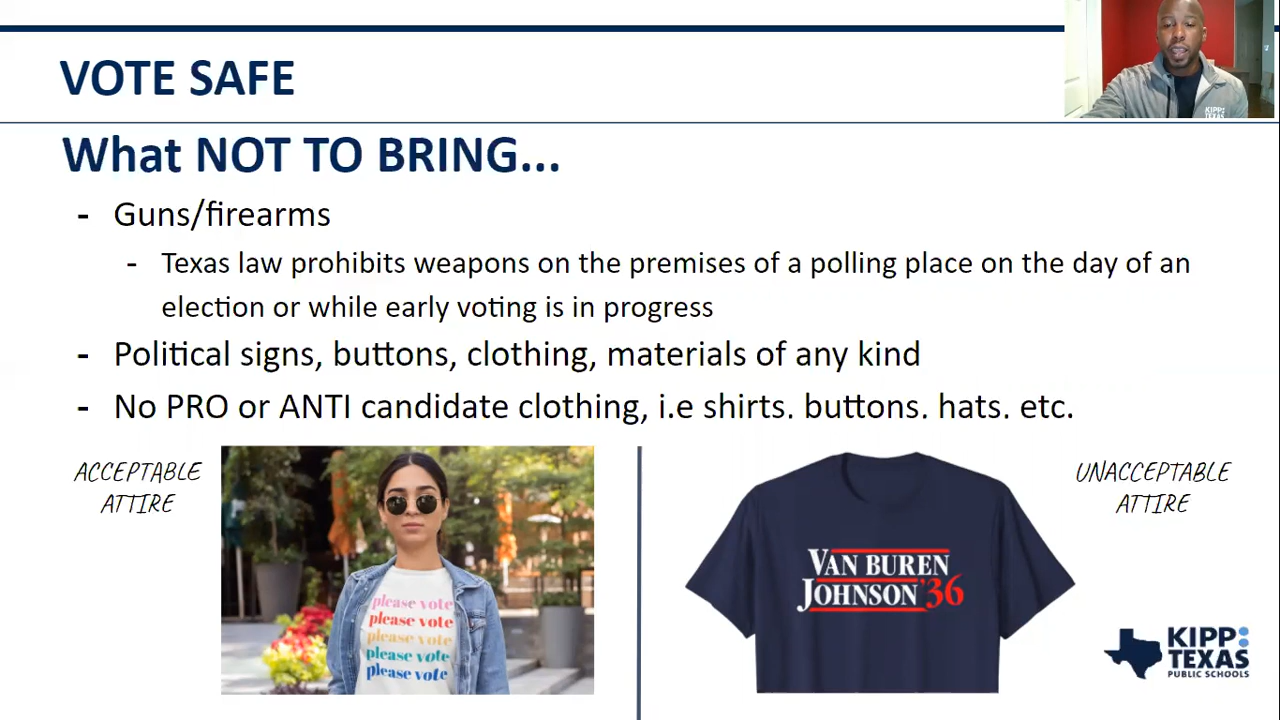 VOTE SAFE
KIPP:
TEXAS
What NOT TO BRING...
- Guns/firearms
- Texas law prohibits weapons on the premises of a polling place on the day of an
election or while early voting is in progress
- Political signs, buttons, clothing, materials of any kind
- No PRO or ANTI candidate clothing, i.e shirts. buttons. hats. etc.
ACCEPTABLE
ATTIRE
please vote
please vote
please vote
please vote
please vote
VAN BUREN
JOHNSON '36
UNACCEPTABLE
ATTIRE
KIPP:
TEXAS
PUBLIC SCHOOLS